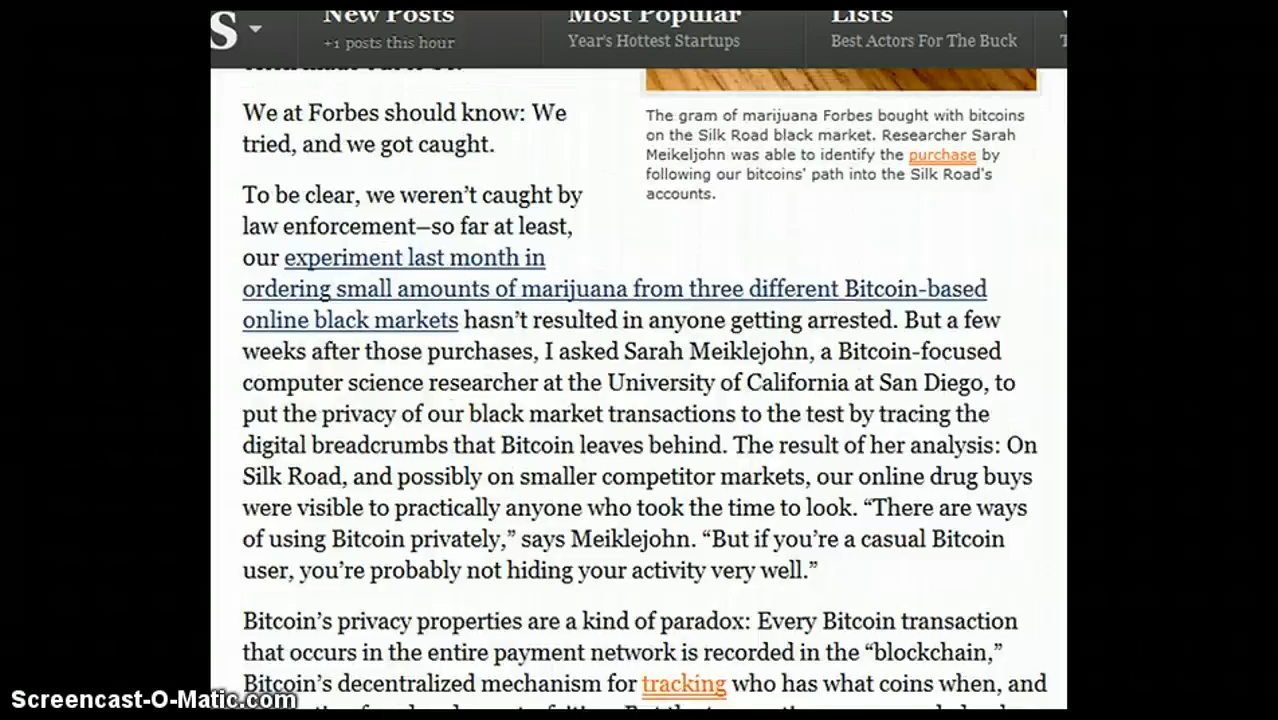 S
New Posts
+1 posts this hour
Most Popular
Year's Hottest Startups
Lists
Best Actors For The Buck
We at Forbes should know: We
tried, and we got caught.
The gram of marijuana Forbes bought with bitcoins
on the Silk Road black market. Researcher Sarah
Meikeljohn was able to identify the purchase by
following our bitcoins' path into the Silk Road's
accounts.
To be clear, we weren't caught by
law enforcement–so far at least,
our experiment last month in
ordering small amounts of marijuana from three different Bitcoin-based
online black markets hasn't resulted in anyone getting arrested. But a few
weeks after those purchases, I asked Sarah Meiklejohn, a Bitcoin-focused
computer science researcher at the University of California at San Diego, to
put the privacy of our black market transactions to the test by tracing the
digital breadcrumbs that Bitcoin leaves behind. The result of her analysis: On
Silk Road, and possibly on smaller competitor markets, our online drug buys
were visible to practically anyone who took the time to look. “There are ways
of using Bitcoin privately,” says Meiklejohn. “But if you're a casual Bitcoin
user, you're probably not hiding your activity very well.”
Bitcoin's privacy properties are a kind of paradox: Every Bitcoin transaction
that occurs in the entire payment network is recorded in the “blockchain,”
Bitcoin's decentralized mechanism for tracking who has what coins when, and
Screencast-O-Matic.com